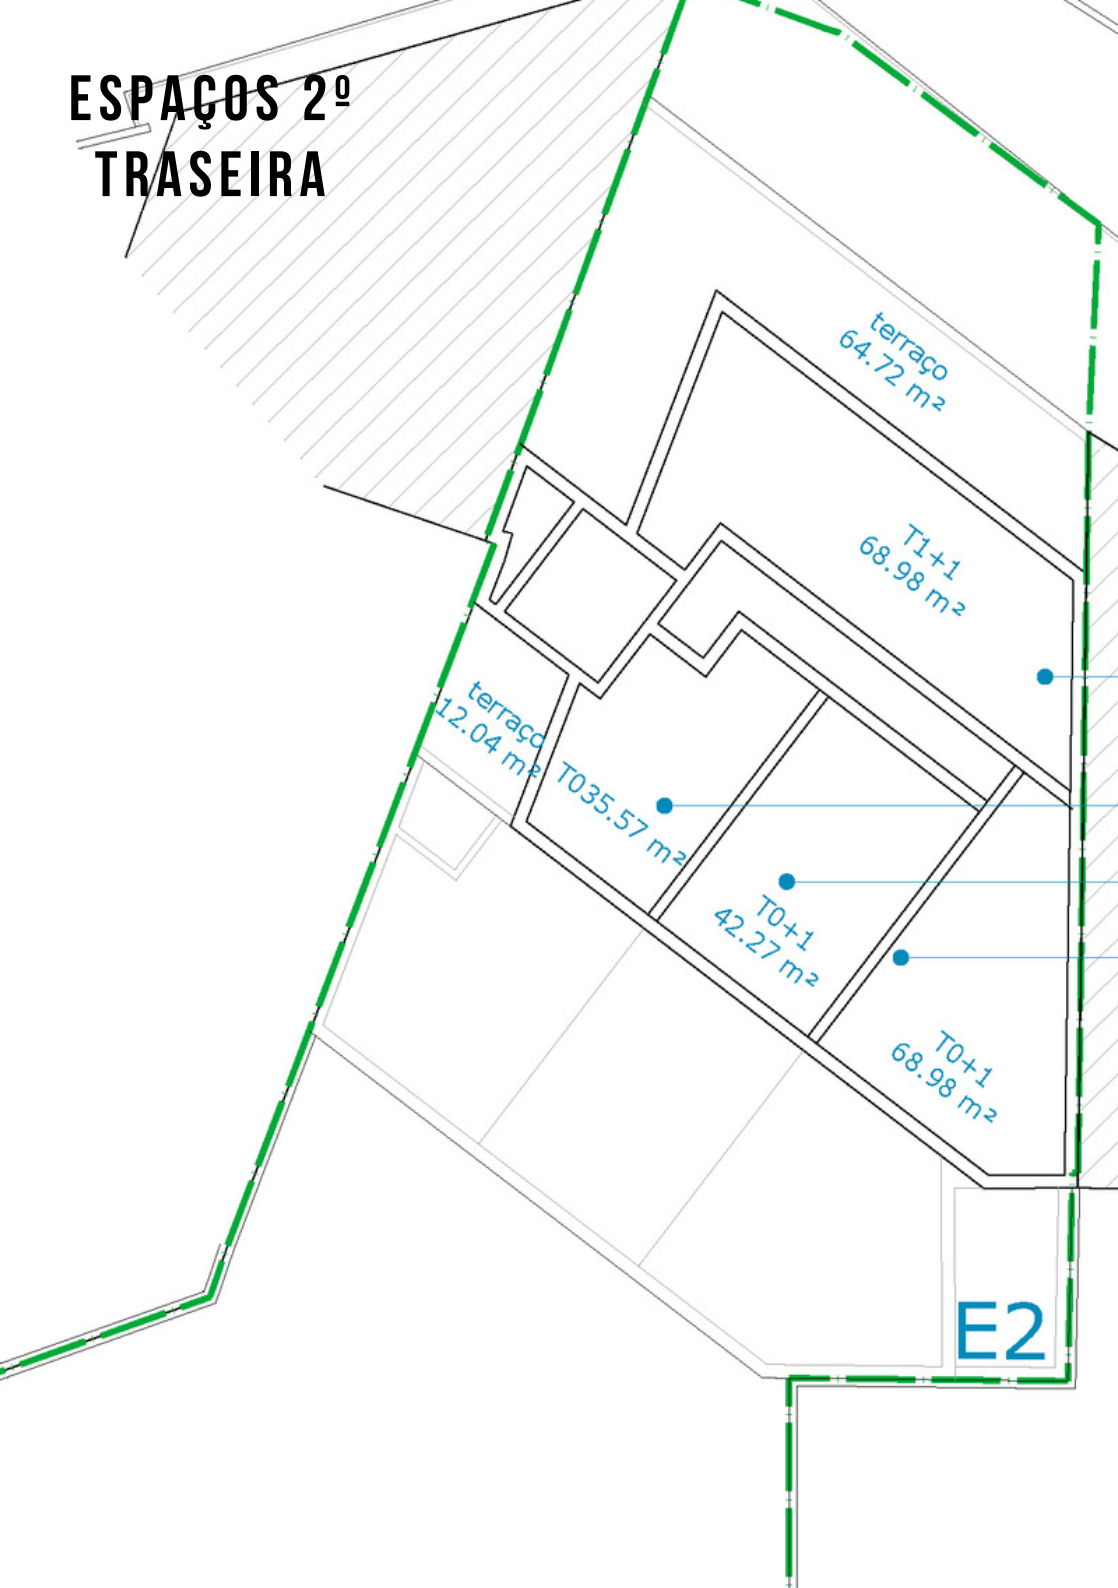 ESPAÇOS 2º
TRASEIRA
terraço
64.72 m²
T1+1
68.98 m²
terraço
12.04 m²
T035.57 m²
T0+1
42.27 m²
T0+1
68.98 m²
E2